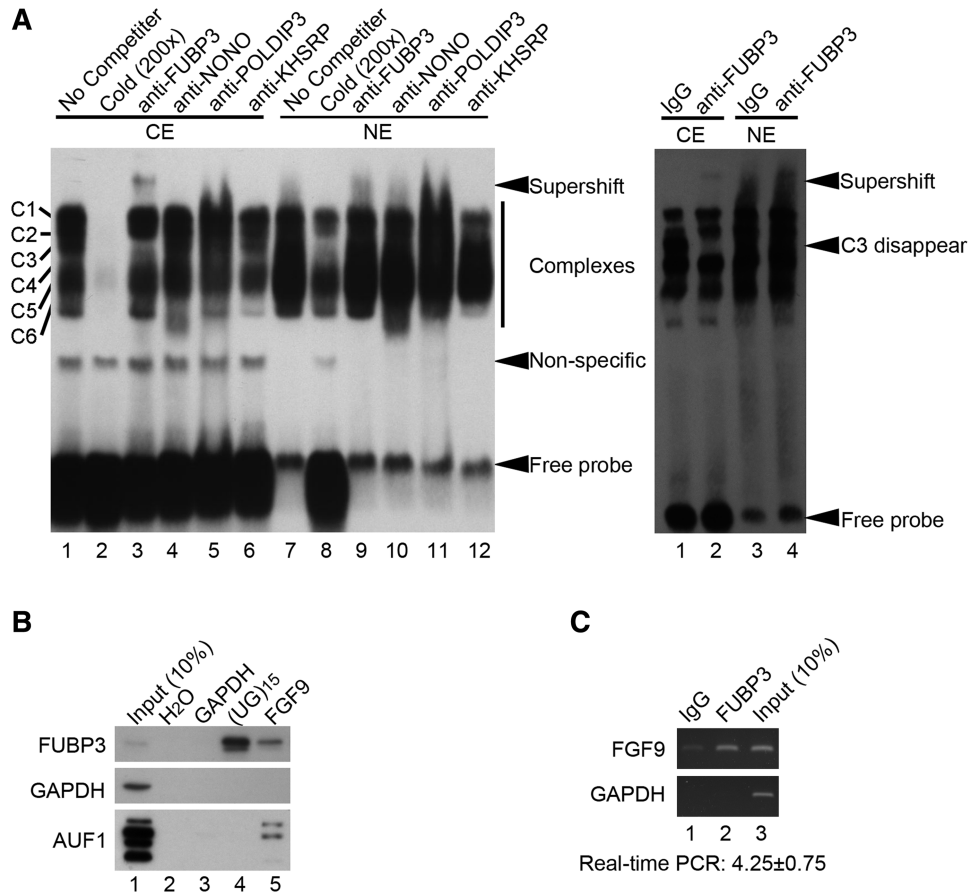 A
No Competiter
Cold (200x)
anti-FUBP3
anti-NONO
anti-POLDIP3
anti-KHSRP
No Competiter
Cold (200x)
anti-FUBP3
anti-NONO
anti-POLDIP3
anti-KHSRP
CE
NE
C1
C2
C3
C4
C5
C6
Supershift
Complexes
Non-specific
Free probe
1 2 3 4 5 6 7 8 9 10 11 12
IgG
anti-FUBP3
IgG
anti-FUBP3
CE
NE
Supershift
C3 disappear
Free probe
1 2 3 4
B
Input (10%)
H2O
GAPDH
(UG)15
FGF9
FUBP3
GAPDH
AUF1
1 2 3 4 5
C
IgG
FUBP3
Input (10%)
FGF9
GAPDH
1 2 3
Real-time PCR: 4.25±0.75